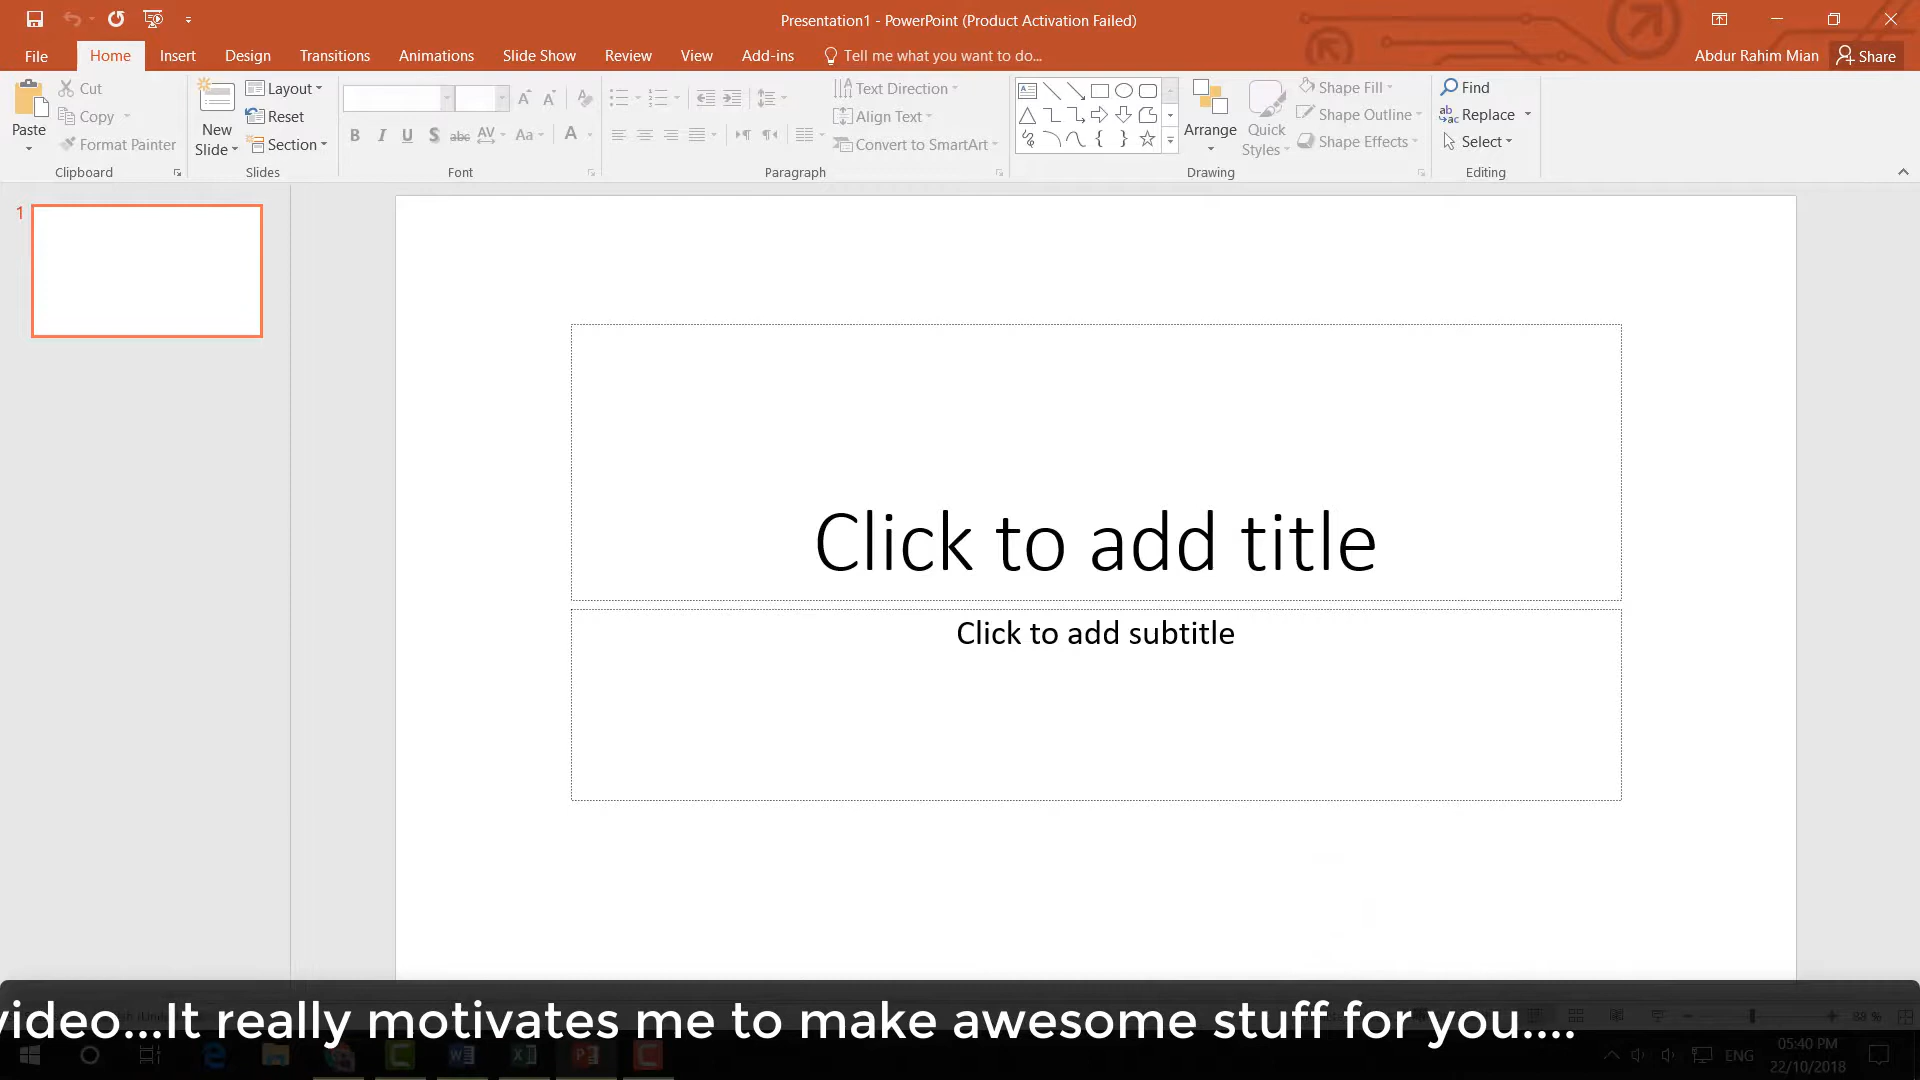 Presentation1 - PowerPoint (Product Activation Failed)
File Home Insert Design Transitions Animations Slide Show Review View Add-ins Tell me what you want to do... Abdur Rahim Mian Share
Paste
Cut
Copy
Format Painter
Clipboard
New
Slide
Layout
Reset
Section
Slides
B I U S abc AV Aa A
Font
Text Direction
Align Text
Convert to SmartArt
Paragraph
Arrange
Quick
Styles
Shape Fill
Shape Outline
Shape Effects
Drawing
Find
Replace
Select
Editing
1
Click to add title
Click to add subtitle
video...It really motivates me to make awesome stuff for you....
88 %
ENG
05:40 PM
22/10/2018